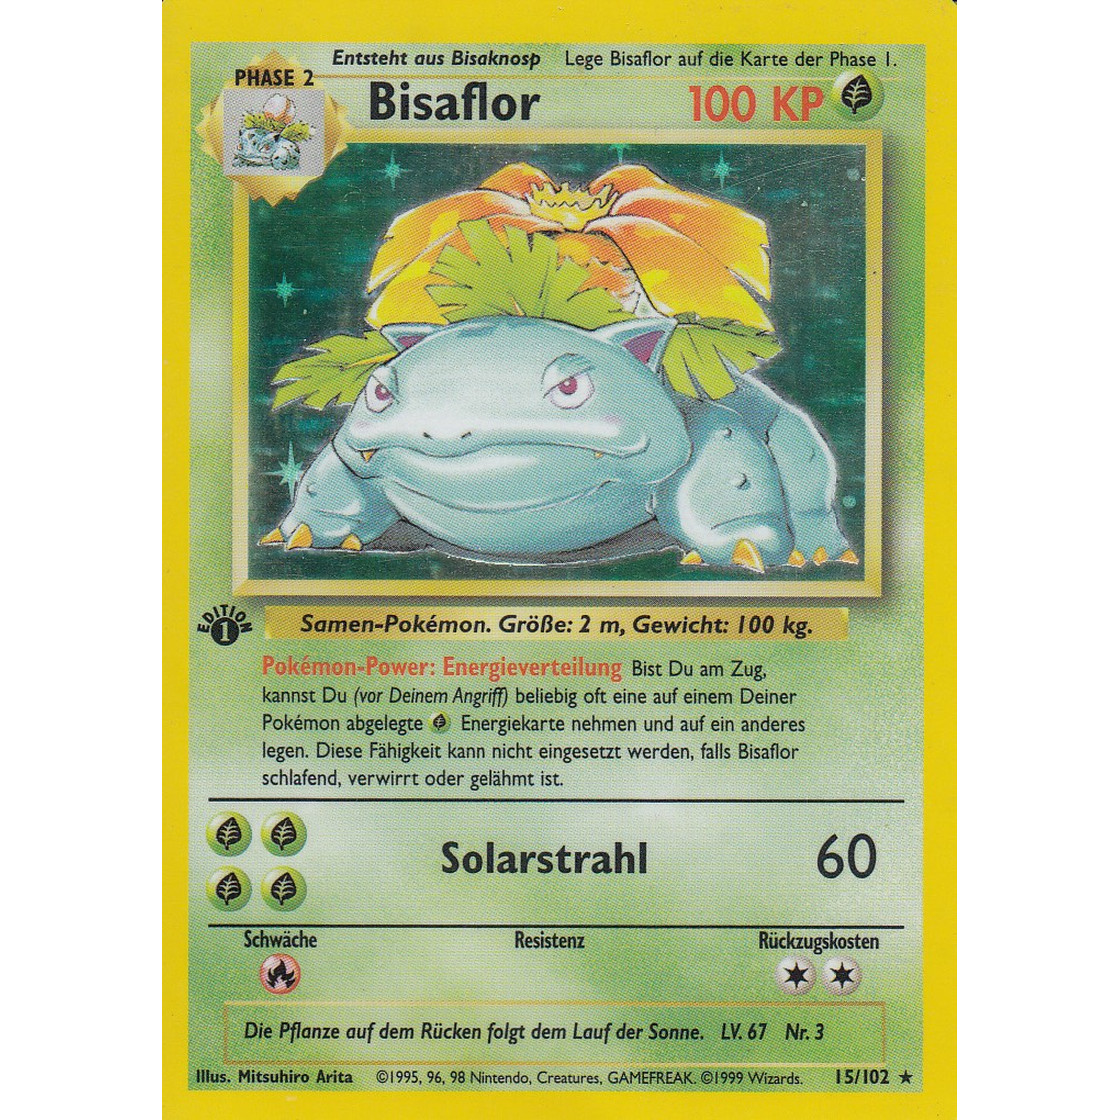 Entsteht aus Bisaknosp Lege Bisaflor auf die Karte der Phase 1.
PHASE 2
Bisaflor 100 KP
EDITION
1
Samen-Pokémon. Größe: 2 m, Gewicht: 100 kg.
Pokémon-Power: Energieverteilung Bist Du am Zug,
kannst Du (vor Deinem Angriff) beliebig oft eine auf einem Deiner
Pokémon abgelegte Energiekarte nehmen und auf ein anderes
legen. Diese Fähigkeit kann nicht eingesetzt werden, falls Bisaflor
schlafend, verwirrt oder gelähmt ist.
Solarstrahl 60
Schwäche Resistenz Rückzugskosten
Die Pflanze auf dem Rücken folgt dem Lauf der Sonne. LV. 67 Nr. 3
Illus. Mitsuhiro Arita ©1995, 96, 98 Nintendo, Creatures, GAMEFREAK. ©1999 Wizards. 15/102 ★